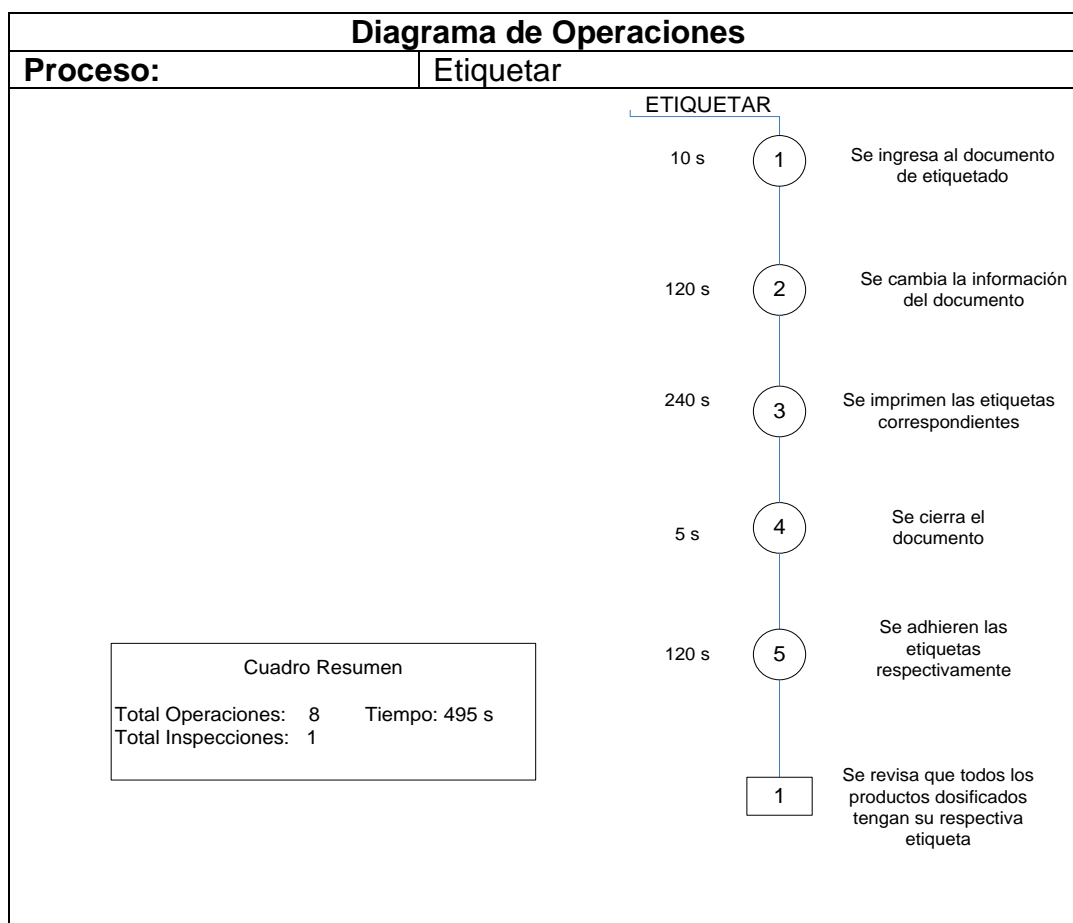 Diagrama de Operaciones
Proceso: Etiquetar
ETIQUETAR
10 s 1 Se ingresa al documento
de etiquetado
120 s 2 Se cambia la información
del documento
240 s 3 Se imprimen las etiquetas
correspondientes
5 s 4 Se cierra el
documento
120 s 5 Se adhieren las
etiquetas
respectivamente
Cuadro Resumen
Total Operaciones: 8 Tiempo: 495 s
Total Inspecciones: 1
1 Se revisa que todos los
productos dosificados
tengan su respectiva
etiqueta